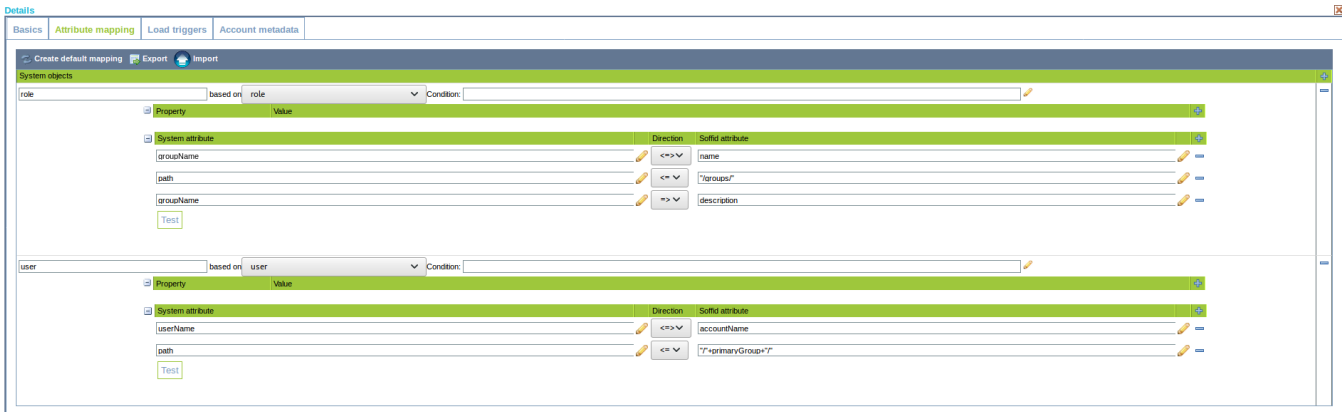 Details
Basics Attribute mapping Load triggers Account metadata
Create default mapping Export Import
System objects
role based on role Condition:
Property Value
System attribute Direction Soffid attribute
groupName <=> name
path <= "/groups/"
groupName => description
Test
user based on user Condition:
Property Value
System attribute Direction Soffid attribute
userName <=> accountName
path <= "/"+primaryGroup+"/"
Test